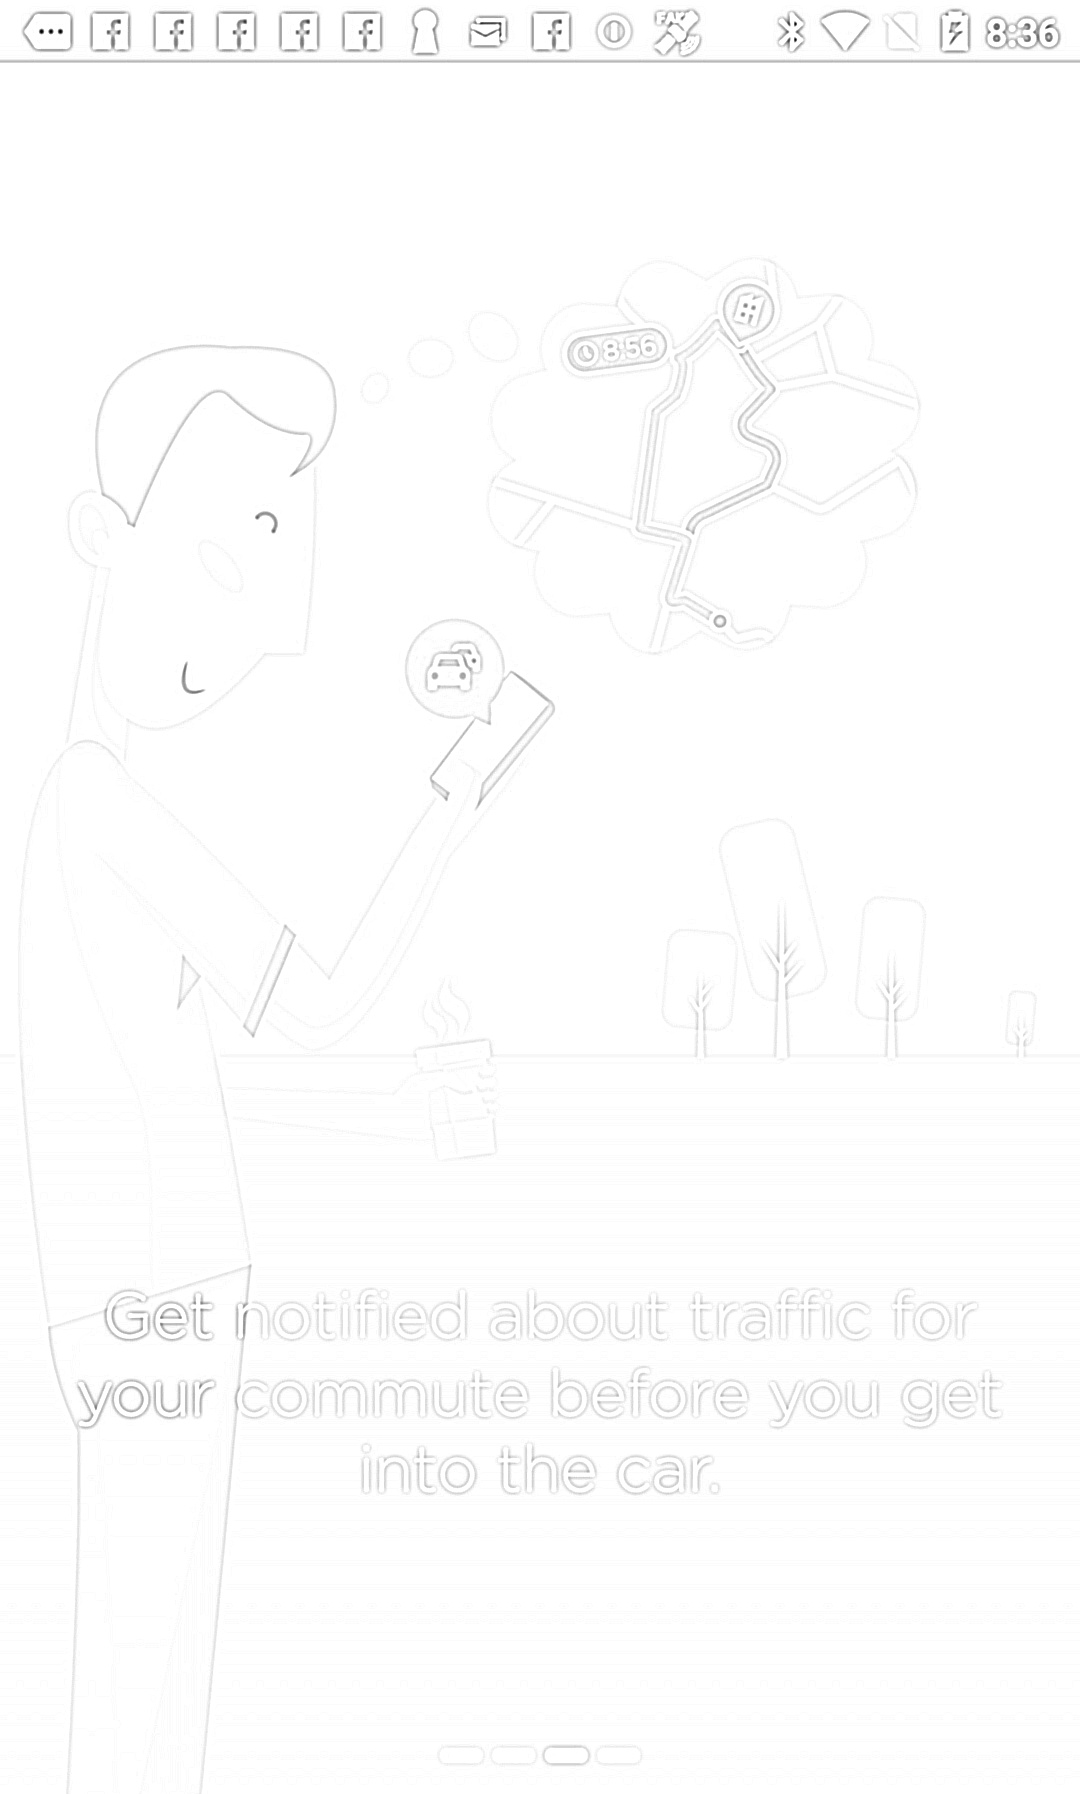 8:36
8:56
Get notified about traffic for
your commute before you get
into the car.